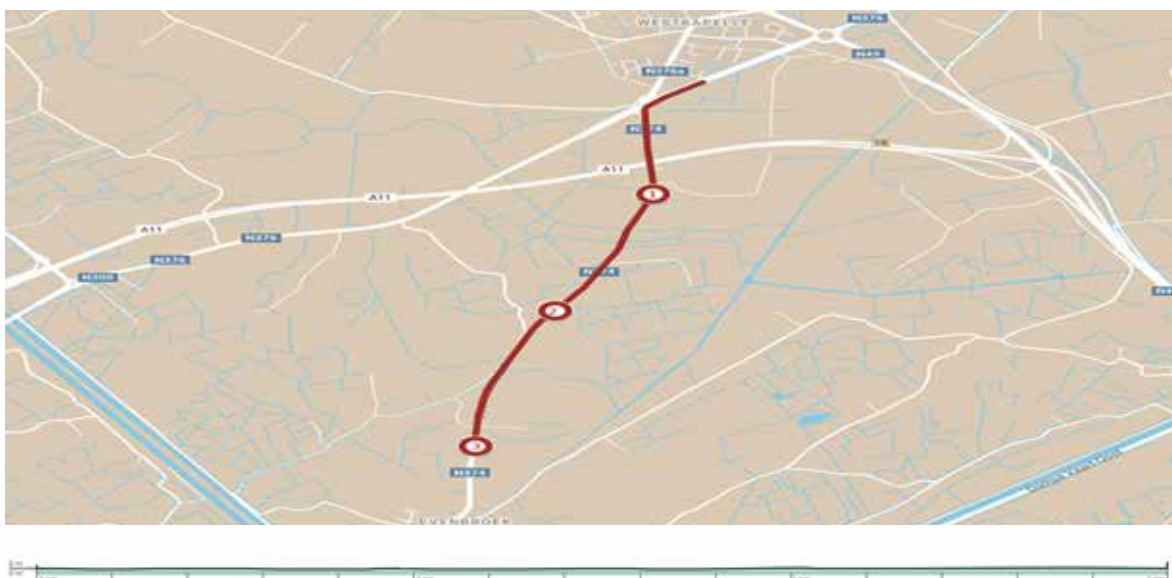 WESTKAPELLE
N376
N49
N376a
N374
A11
A11
A11
N376
N376
N300
1
N374
2
3
N374
EVENBROEK